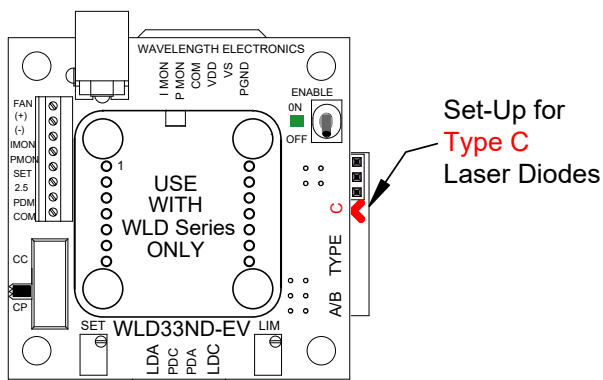 WAVELENGTH ELECTRONICS
I MON
P MON
COM
VDD
VS
PGND
ENABLE
ON
OFF
FAN
(+)
(-)
IMON
PMON
SET
2.5
PDM
COM
1
USE
WITH
WLD Series
ONLY
CC
CP
C
TYPE
A/B
SET
WLD33ND-EV
LIM
LDA
PDC
PDA
LDC
Set-Up for
Type C
Laser Diodes